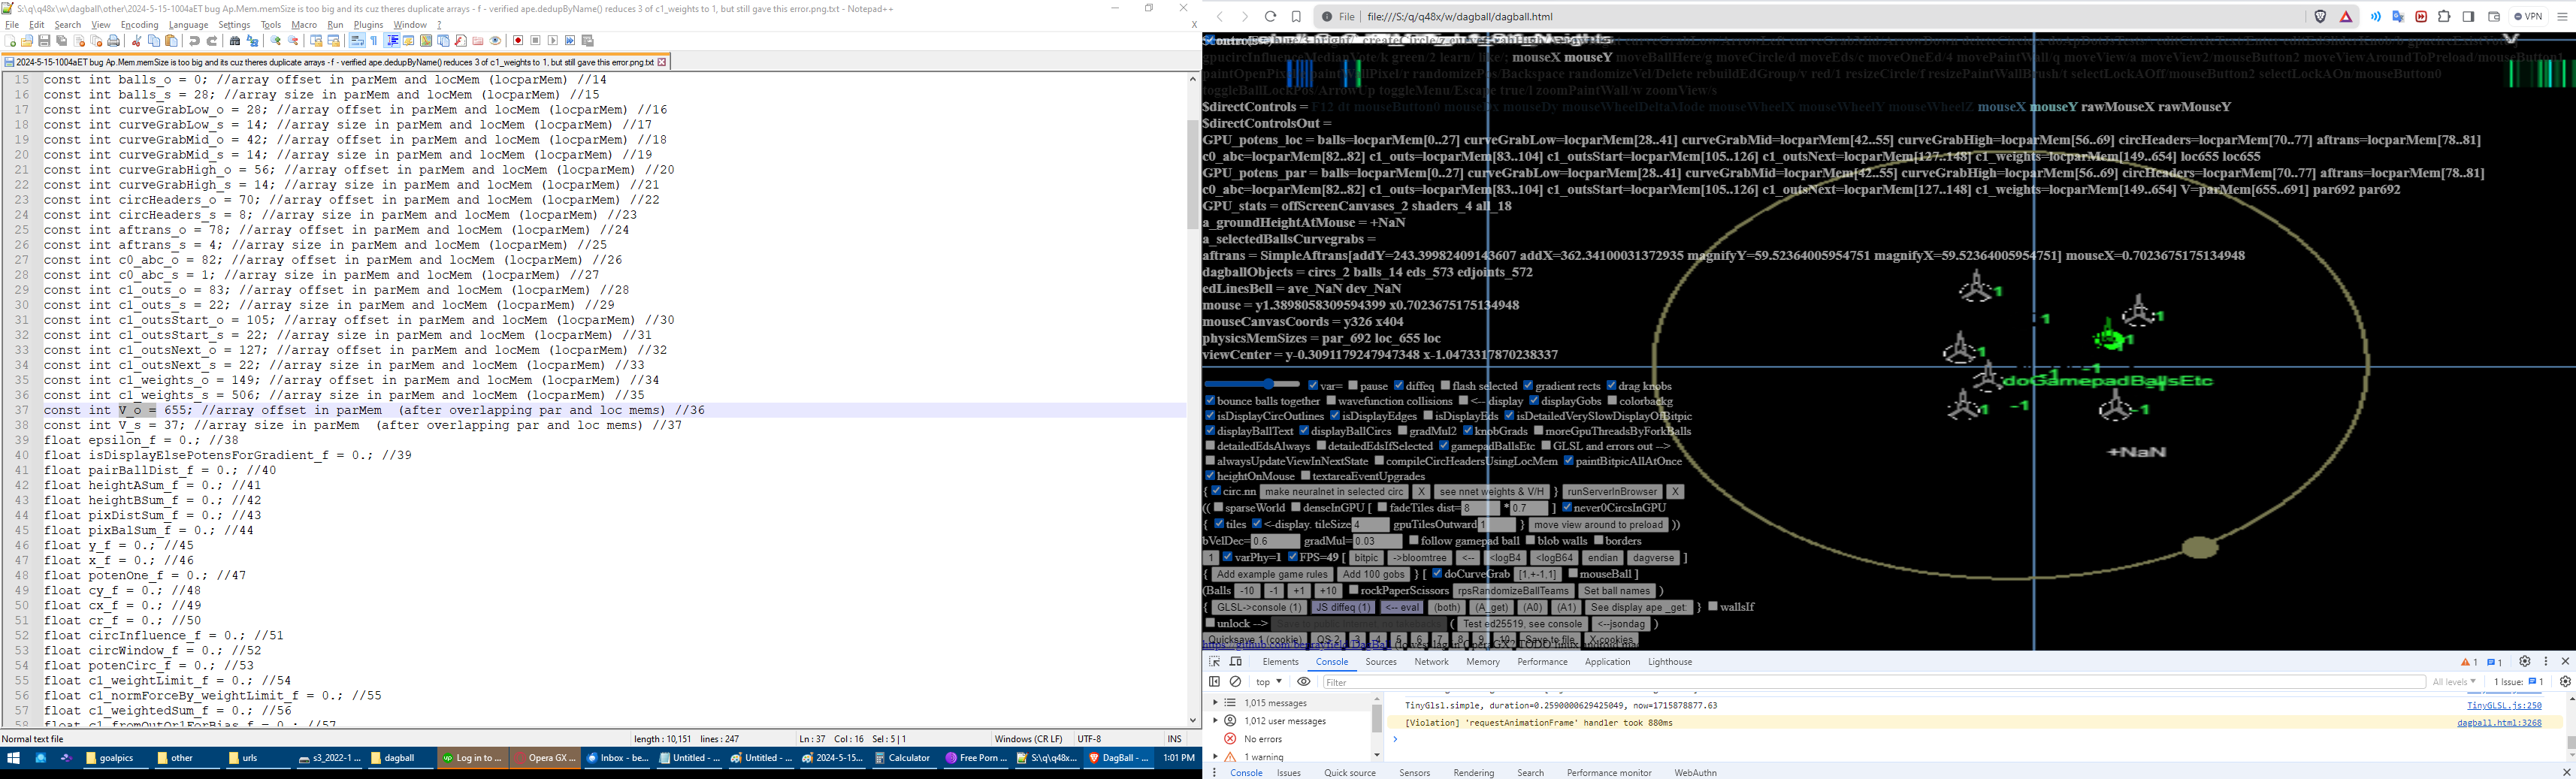 S:\q\q48x\w\dagball\other\2024-5-15-1004aET bug Ap.Mem.memSize is too big and its cuz theres duplicate arrays - f - verified ape.dedupByName() reduces 3 of c1_weights to 1, but still gave this error.png.txt - Notepad++
File Edit Search View Encoding Language Settings Tools Macro Run Plugins Window ?
2024-5-15-1004aET bug Ap.Mem.memSize is too big and its cuz theres duplicate arrays - f - verified ape.dedupByName() reduces 3 of c1_weights to 1, but still gave this error.png.txt
15 const int balls_o = 0; //array offset in parMem and locMem (locparMem) //14
16 const int balls_s = 28; //array size in parMem and locMem (locparMem) //15
17 const int curveGrabLow_o = 28; //array offset in parMem and locMem (locparMem) //16
18 const int curveGrabLow_s = 14; //array size in parMem and locMem (locparMem) //17
19 const int curveGrabMid_o = 42; //array offset in parMem and locMem (locparMem) //18
20 const int curveGrabMid_s = 14; //array size in parMem and locMem (locparMem) //19
21 const int curveGrabHigh_o = 56; //array offset in parMem and locMem (locparMem) //20
22 const int curveGrabHigh_s = 14; //array size in parMem and locMem (locparMem) //21
23 const int circHeaders_o = 70; //array offset in parMem and locMem (locparMem) //22
24 const int circHeaders_s = 8; //array size in parMem and locMem (locparMem) //23
25 const int aftrans_o = 78; //array offset in parMem and locMem (locparMem) //24
26 const int aftrans_s = 4; //array size in parMem and locMem (locparMem) //25
27 const int c0_abc_o = 82; //array offset in parMem and locMem (locparMem) //26
28 const int c0_abc_s = 1; //array size in parMem and locMem (locparMem) //27
29 const int c1_outs_o = 83; //array offset in parMem and locMem (locparMem) //28
30 const int c1_outs_s = 22; //array size in parMem and locMem (locparMem) //29
31 const int c1_outsStart_o = 105; //array offset in parMem and locMem (locparMem) //30
32 const int c1_outsStart_s = 22; //array size in parMem and locMem (locparMem) //31
33 const int c1_outsNext_o = 127; //array offset in parMem and locMem (locparMem) //32
34 const int c1_outsNext_s = 22; //array size in parMem and locMem (locparMem) //33
35 const int c1_weights_o = 149; //array offset in parMem and locMem (locparMem) //34
36 const int c1_weights_s = 506; //array size in parMem and locMem (locparMem) //35
37 const int V_o = 655; //array offset in parMem (after overlapping par and loc mems) //36
38 const int V_s = 37; //array size in parMem (after overlapping par and loc mems) //37
39 float epsilon_f = 0.; //38
40 float isDisplayElsePotensForGradient_f = 0.; //39
41 float pairBallDist_f = 0.; //40
42 float heightASum_f = 0.; //41
43 float heightBSum_f = 0.; //42
44 float pixDistSum_f = 0.; //43
45 float pixBalSum_f = 0.; //44
46 float y_f = 0.; //45
47 float x_f = 0.; //46
48 float potenOne_f = 0.; //47
49 float cy_f = 0.; //48
50 float cx_f = 0.; //49
51 float cr_f = 0.; //50
52 float circInfluence_f = 0.; //51
53 float circWindow_f = 0.; //52
54 float potenCirc_f = 0.; //53
55 float c1_weightLimit_f = 0.; //54
56 float c1_normForceBy_weightLimit_f = 0.; //55
57 float c1_weightedSum_f = 0.; //56
58 float c1_fromOutOr1ForBias_f = 0.; //57
Normal text file length : 10,151 lines : 247 Ln : 37 Col : 16 Sel : 5 | 1 Windows (CR LF) UTF-8 INS
goalpics other urls s3_2022-1 ... dagball Log in to ... Opera GX ... Inbox - be... Untitled - ... Untitled - ... 2024-5-15... Calculator Free Porn ... S:\q\q48x... DagBall - ... 1:01 PM
File file:///S:/q/q48x/w/dagball/dagball.html VPN
mouseX mouseY
toggleBallLockPos/ArrowUp toggleMenu/Escape true/l zoomPaintWall/w zoomView/s
$directControls = F12 dt mouseButton0 mouseDx mouseDy mouseWheelDeltaMode mouseWheelX mouseWheelY mouseWheelZ mouseX mouseY rawMouseX rawMouseY
$directControlsOut =
GPU_potens_loc = balls=locparMem[0..27] curveGrabLow=locparMem[28..41] curveGrabMid=locparMem[42..55] curveGrabHigh=locparMem[56..69] circHeaders=locparMem[70..77] aftrans=locparMem[78..81]
c0_abc=locparMem[82..82] c1_outs=locparMem[83..104] c1_outsStart=locparMem[105..126] c1_outsNext=locparMem[127..148] c1_weights=locparMem[149..654] loc655 loc655
GPU_potens_par = balls=locparMem[0..27] curveGrabLow=locparMem[28..41] curveGrabMid=locparMem[42..55] curveGrabHigh=locparMem[56..69] circHeaders=locparMem[70..77] aftrans=locparMem[78..81]
c0_abc=locparMem[82..82] c1_outs=locparMem[83..104] c1_outsStart=locparMem[105..126] c1_outsNext=locparMem[127..148] c1_weights=locparMem[149..654] V=parMem[655..691] par692 par692
GPU_stats = offScreenCanvases_2 shaders_4 all_18
a_groundHeightAtMouse = +NaN
a_selectedBallsCurvegrabs =
aftrans = SimpleAftrans[addY=243.39982409143607 addX=362.34100031372935 magnifyY=59.52364005954751 magnifyX=59.52364005954751] mouseX=0.7023675175134948
dagballObjects = circs_2 balls_14 eds_573 edjoints_572
edLinesBell = ave_NaN dev_NaN
mouse = y1.3898058309594399 x0.7023675175134948
mouseCanvasCoords = y326 x404
physicsMemSizes = par_692 loc_655 loc
viewCenter = y-0.3091179247947348 x-1.0473317870238337
doGamepadBallsEtc
+NaN
var= pause diffeq flash selected gradient rects drag knobs
bounce balls together wavefunction collisions <-- display displayGobs colorbackg
isDisplayCircOutlines isDisplayEdges isDisplayEds isDetailedVerySlowDisplayOfBitpic
displayBallText displayBallCircs gradMul2 knobGrads moreGpuThreadsByForkBalls
detailedEdsAlways detailedEdsIfSelected gamepadBallsEtc GLSL and errors out -->
alwaysUpdateViewInNextState compileCircHeadersUsingLocMem paintBitpicAllAtOnce
heightOnMouse textareaEventUpgrades
{ circ.nn make neuralnet in selected circ X see nnet weights & V/H } runServerInBrowser X
(( sparseWorld denseInGPU [ fadeTiles dist= 8 * 0.7 ] never0CircsInGPU
{ tiles <-display. tileSize 4 gpuTilesOutward 1 } move view around to preload ))
bVelDec= 0.6 gradMul= 0.03 follow gamepad ball blob walls borders
1 varPhy=1 FPS=49 [ bitpic ->bloomtree <-- <logB4 <logB64 endian dagverse ]
{ Add example game rules Add 100 gobs } [ doCurveGrab [1,+-1,1] mouseBall ]
(Balls -10 -1 +1 +10 rockPaperScissors rpsRandomizeBallTeams Set ball names )
{ GLSL->console (1) JS diffeq (1) <-- eval (both) (A_get) (A0) (A1) See display ape _get: } wallsIf
unlock --> Save to public internet, no takebacks ( Test ed25519, see console <--jsondag )
Quicksave 1 (cookie) QS 2 3 4 5 6 7 8 9 10 Save to file X cookies
Elements Console Sources Network Memory Performance Application Lighthouse 1 1
top Filter All levels 1 Issue: 1
1,015 messages
1,012 user messages
No errors
1 warning
TinyGlsl.simple, duration=0.2590000629425049, now=1715878877.63 TinyGLSL.js:250
[Violation] 'requestAnimationFrame' handler took 880ms dagball.html:3268
Console Issues Quick source Sensors Rendering Search Performance monitor WebAuthn